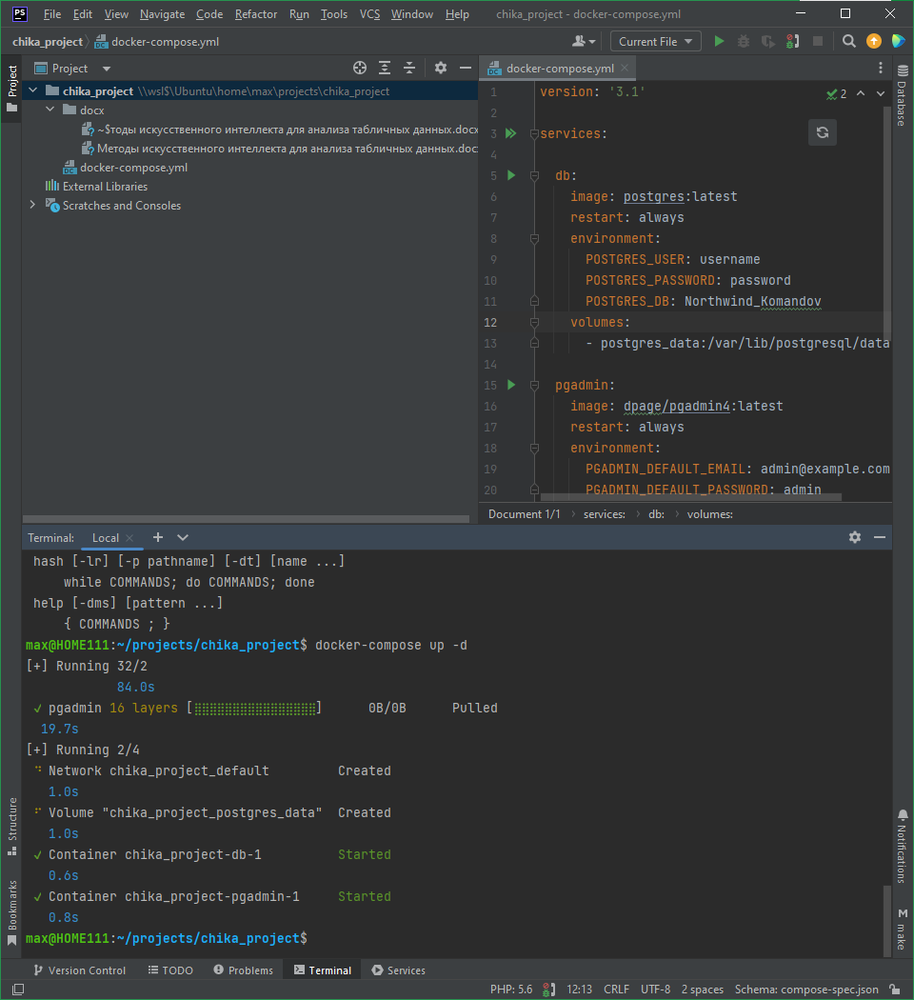 PS File Edit View Navigate Code Refactor Run Tools VCS Window Help chika_project - docker-compose.yml
chika_project docker-compose.yml Current File
Project
Project
chika_project \\wsl$\Ubuntu\home\max\projects\chika_project
docx
~$тоды искусственного интеллекта для анализа табличных данных.docx
Методы искусственного интеллекта для анализа табличных данных.doc
docker-compose.yml
External Libraries
Scratches and Consoles
docker-compose.yml
Database
2
1 version: '3.1'
2
3 services:
4
5 db:
6 image: postgres:latest
7 restart: always
8 environment:
9 POSTGRES_USER: username
10 POSTGRES_PASSWORD: password
11 POSTGRES_DB: Northwind_Komandov
12 volumes:
13 - postgres_data:/var/lib/postgresql/data
14
15 pgadmin:
16 image: dpage/pgadmin4:latest
17 restart: always
18 environment:
19 PGADMIN_DEFAULT_EMAIL: admin@example.com
20 PGADMIN_DEFAULT_PASSWORD: admin
Document 1/1 services: db: volumes:
Terminal: Local
hash [-lr] [-p pathname] [-dt] [name ...]
while COMMANDS; do COMMANDS; done
help [-dms] [pattern ...]
{ COMMANDS ; }
max@HOME111:~/projects/chika_project$ docker-compose up -d
[+] Running 32/2
84.0s
✓ pgadmin 16 layers [⣿⣿⣿⣿⣿⣿⣿⣿⣿⣿⣿⣿⣿⣿⣿⣿] 0B/0B Pulled
19.7s
[+] Running 2/4
Network chika_project_default Created
1.0s
Volume "chika_project_postgres_data" Created
1.0s
✓ Container chika_project-db-1 Started
0.6s
✓ Container chika_project-pgadmin-1 Started
0.8s
max@HOME111:~/projects/chika_project$
Structure
Bookmarks
Notifications
M make
Version Control TODO Problems Terminal Services
PHP: 5.6 12:13 CRLF UTF-8 2 spaces Schema: compose-spec.json